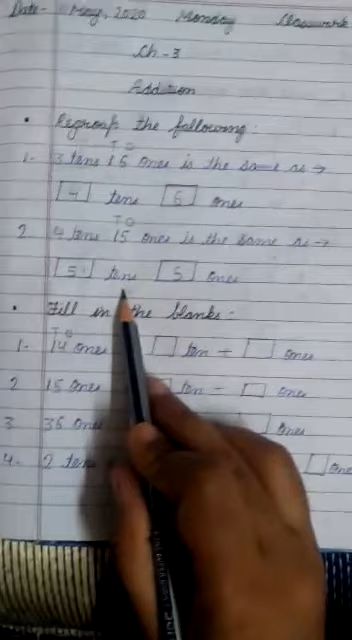 Date - May, 2020 Monday Classwork
Ch - 3
Addition
• Regroup the following :
T O
1- 3 tens 16 ones is the same as →
4 tens 6 ones
T O
2 4 tens 15 ones is the same as →
5 tens 5 ones
• Fill in the blanks :-
T O
1- 14 ones ten + ones
2 15 ones ten - ones
3 36 ones ones
4. 2 tens